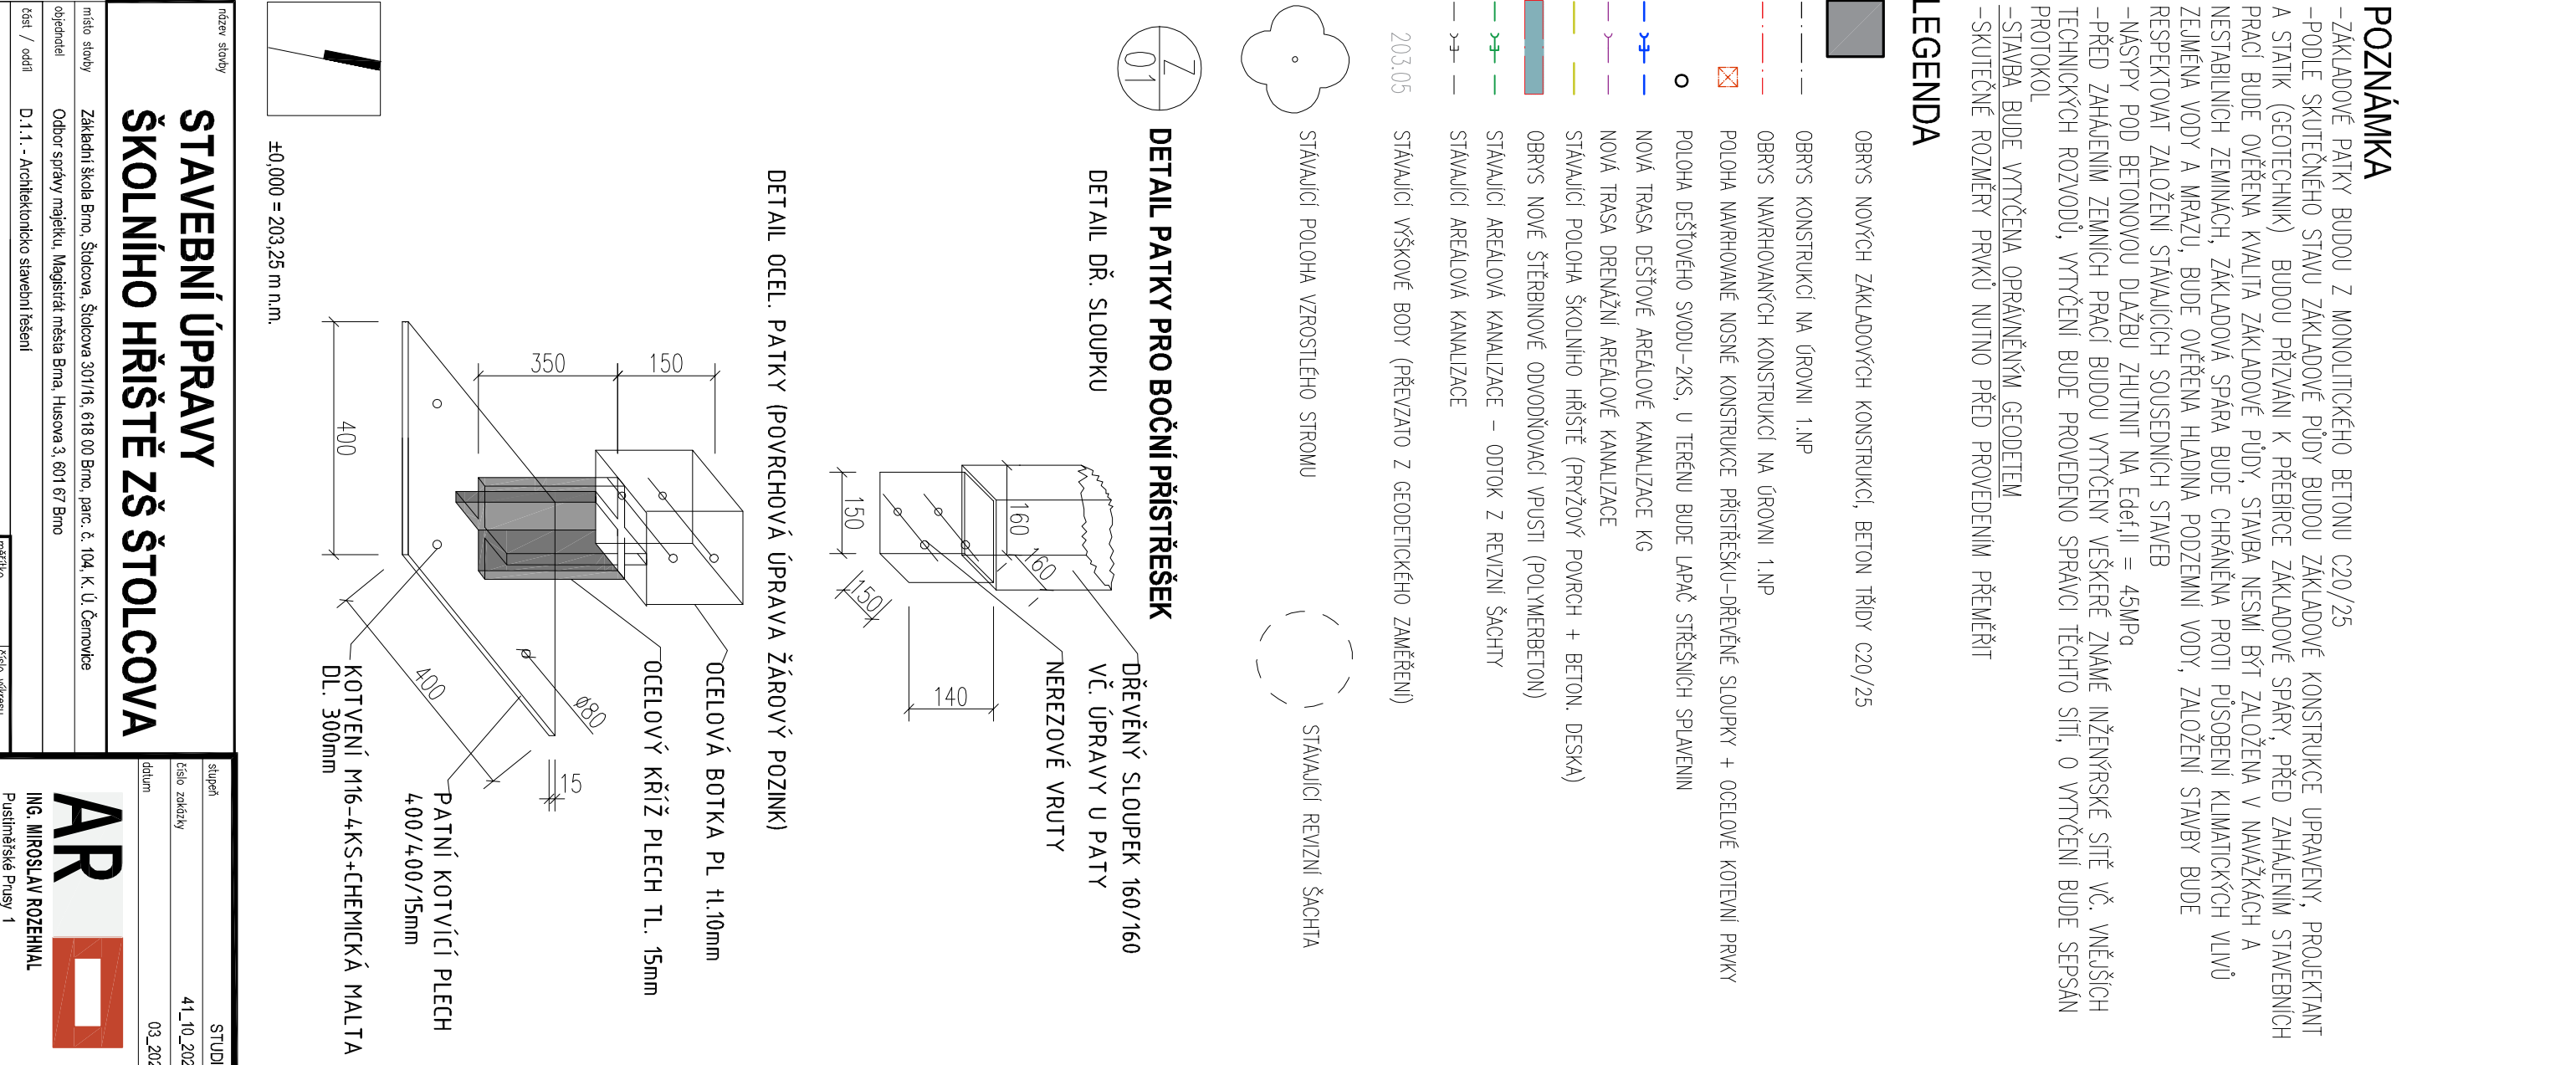 POZNÁMKA
-ZÁKLADOVÉ PATKY BUDOU Z MONOLITICKÉHO BETONU C20/25
-PODLE SKUTEČNÉHO STAVU ZÁKLADOVÉ PŮDY BUDOU ZÁKLADOVÉ KONSTRUKCE UPRAVENY, PROJEKTANT
A STATIK (GEOTECHNIK) BUDOU PŘIZVÁNI K PŘEBÍRCE ZÁKLADOVÉ SPÁRY, PŘED ZAHÁJENÍM STAVEBNÍCH
PRACÍ BUDE OVĚŘENA KVALITA ZÁKLADOVÉ PŮDY, STAVBA NESMÍ BÝT ZALOŽENA V NAVÁŽKÁCH A
NESTABILNÍCH ZEMINÁCH, ZÁKLADOVÁ SPÁRA BUDE CHRÁNĚNA PROTI PŮSOBENÍ KLIMATICKÝCH VLIVŮ
ZEJMÉNA VODY A MRAZU, BUDE OVĚŘENA HLADINA PODZEMNÍ VODY, ZALOŽENÍ STAVBY BUDE
RESPEKTOVAT ZALOŽENÍ STÁVAJÍCÍCH SOUSEDNÍCH STAVEB
-NÁSYPY POD BETONOVOU DLAŽBU ZHUTNIT NA Edef,II = 45MPa
-PŘED ZAHÁJENÍM ZEMNÍCH PRACÍ BUDOU VYTYČENY VEŠKERÉ ZNÁMÉ INŽENÝRSKÉ SÍTĚ VČ. VNĚJŠÍCH
TECHNICKÝCH ROZVODŮ, VYTYČENÍ BUDE PROVEDENO SPRÁVCI TĚCHTO SÍTÍ, O VYTYČENÍ BUDE SEPSÁN
PROTOKOL
-STAVBA BUDE VYTYČENA OPRÁVNĚNÝM GEODETEM
-SKUTEČNÉ ROZMĚRY PRVKŮ NUTNO PŘED PROVEDENÍM PŘEMĚŘIT
LEGENDA
OBRYS NOVÝCH ZÁKLADOVÝCH KONSTRUKCÍ, BETON TŘÍDY C20/25
OBRYS KONSTRUKCÍ NA ÚROVNI 1.NP
OBRYS NAVRHOVANÝCH KONSTRUKCÍ NA ÚROVNI 1.NP
POLOHA NAVRHOVANÉ NOSNÉ KONSTRUKCE PŘÍSTŘEŠKU-DŘEVĚNÉ SLOUPKY + OCELOVÉ KOTEVNÍ PRVKY
POLOHA DEŠŤOVÉHO SVODU-2KS, U TERÉNU BUDE LAPAČ STŘEŠNÍCH SPLAVENIN
NOVÁ TRASA DEŠŤOVÉ AREÁLOVÉ KANALIZACE KG
NOVÁ TRASA DRENÁŽNÍ AREÁLOVÉ KANALIZACE
STÁVAJÍCÍ POLOHA ŠKOLNÍHO HŘIŠTĚ (PRYŽOVÝ POVRCH + BETON. DESKA)
OBRYS NOVÉ ŠTĚRBINOVÉ ODVODŇOVACÍ VPUSTI (POLYMERBETON)
STÁVAJÍCÍ AREÁLOVÁ KANALIZACE - ODTOK Z REVIZNÍ ŠACHTY
STÁVAJÍCÍ AREÁLOVÁ KANALIZACE
203.05 STÁVAJÍCÍ VÝŠKOVÉ BODY (PŘEVZATO Z GEODETICKÉHO ZAMĚŘENÍ)
STÁVAJÍCÍ POLOHA VZROSTLÉHO STROMU
STÁVAJÍCÍ REVIZNÍ ŠACHTA
Z
01
DETAIL PATKY PRO BOČNÍ PŘÍSTŘEŠEK
DETAIL DŘ. SLOUPKU
160
160
150
150
140
DŘEVĚNÝ SLOUPEK 160/160
VČ. ÚPRAVY U PATY
NEREZOVÉ VRUTY
DETAIL OCEL. PATKY (POVRCHOVÁ ÚPRAVA ŽÁROVÝ POZINK)
150
350
400
400
ø80
15
OCELOVÁ BOTKA PL tl.10mm
OCELOVÝ KŘÍŽ PLECH TL. 15mm
PATNÍ KOTVÍCÍ PLECH
400/400/15mm
KOTVENÍ M16-4KS+CHEMICKÁ MALTA
DL. 300mm
±0,000 = 203,25 m n.m.
název stavby
STAVEBNÍ ÚPRAVY
ŠKOLNÍHO HŘIŠTĚ ZŠ ŠTOLCOVA
místo stavby Základní škola Brno, Štolcova, Štolcova 301/16, 618 00 Brno, parc. č. 104, K. Ú. Černovice
objednatel Odbor správy majetku, Magistrát města Brna, Husova 3, 601 67 Brno
část / oddíl D.1.1. - Architektonicko stavební řešení
měřítko
číslo výkresu
stupeň STUDI
číslo zakázky 41_10_202
datum 03_202
AR
ING. MIROSLAV ROZEHNAL
Pustiměřské Prusy 1